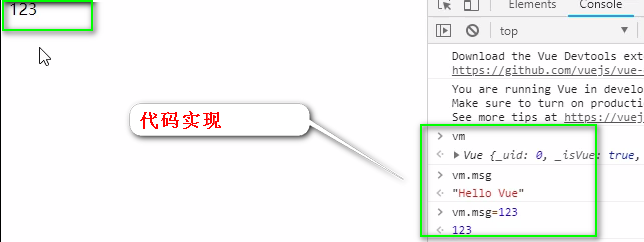 123
代码实现
Elements
Console
top
Download the Vue Devtools ext
https://github.com/vuejs/vue-
You are running Vue in develo
Make sure to turn on productio
See more tips at https://vuej
vm
Vue {_uid: 0, _isVue: true,
vm.msg
"Hello Vue"
vm.msg=123
123